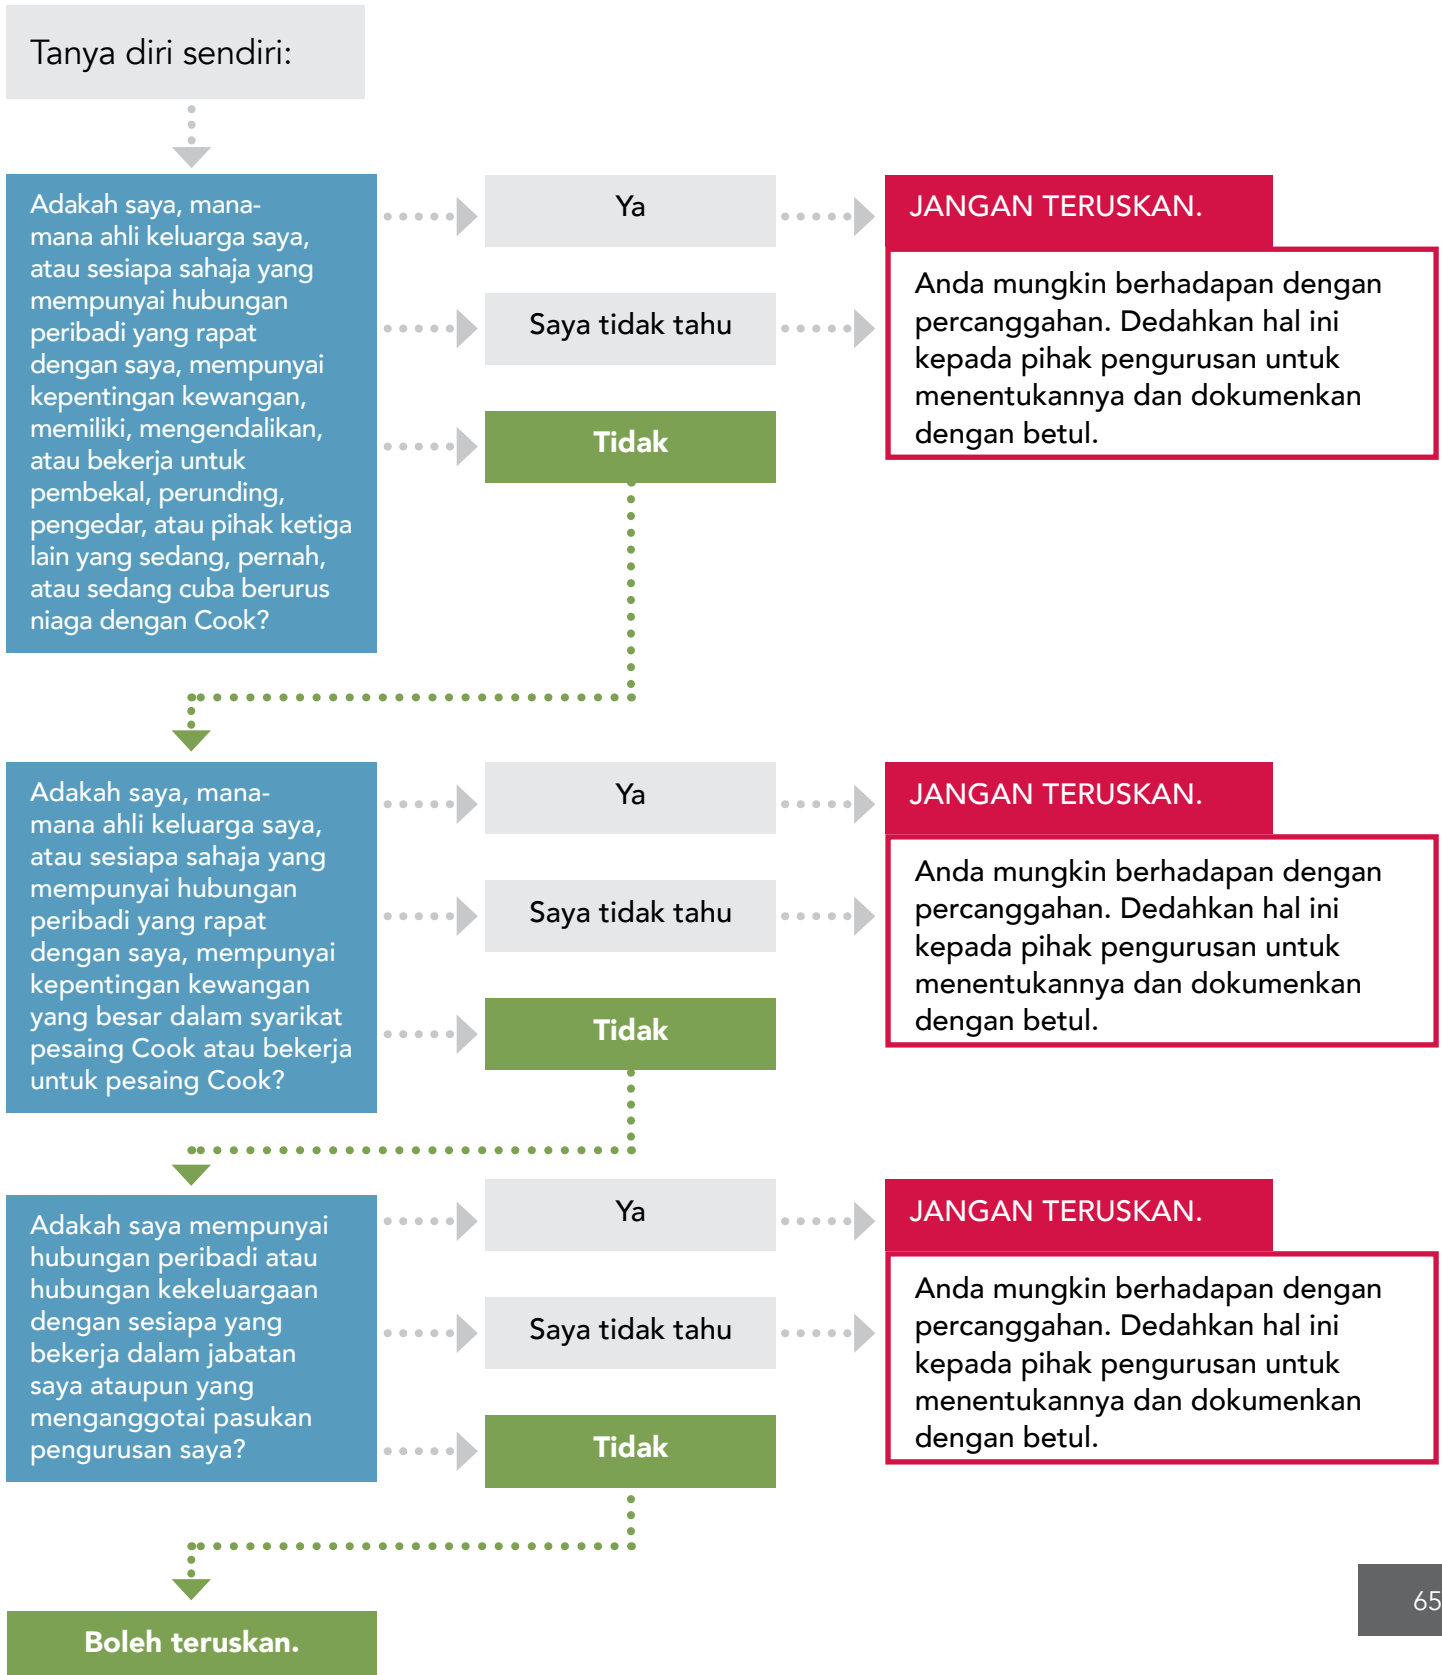 Tanya diri sendiri:
Adakah saya, mana-
mana ahli keluarga saya,
atau sesiapa sahaja yang
mempunyai hubungan
peribadi yang rapat
dengan saya, mempunyai
kepentingan kewangan,
memiliki, mengendalikan,
atau bekerja untuk
pembekal, perunding,
pengedar, atau pihak ketiga
lain yang sedang, pernah,
atau sedang cuba berurus
niaga dengan Cook?
Ya
Saya tidak tahu
Tidak
JANGAN TERUSKAN.
Anda mungkin berhadapan dengan
percanggahan. Dedahkan hal ini
kepada pihak pengurusan untuk
menentukannya dan dokumenkan
dengan betul.
Adakah saya, mana-
mana ahli keluarga saya,
atau sesiapa sahaja yang
mempunyai hubungan
peribadi yang rapat
dengan saya, mempunyai
kepentingan kewangan
yang besar dalam syarikat
pesaing Cook atau bekerja
untuk pesaing Cook?
Ya
Saya tidak tahu
Tidak
JANGAN TERUSKAN.
Anda mungkin berhadapan dengan
percanggahan. Dedahkan hal ini
kepada pihak pengurusan untuk
menentukannya dan dokumenkan
dengan betul.
Adakah saya mempunyai
hubungan peribadi atau
hubungan kekeluargaan
dengan sesiapa yang
bekerja dalam jabatan
saya ataupun yang
menganggotai pasukan
pengurusan saya?
Ya
Saya tidak tahu
Tidak
JANGAN TERUSKAN.
Anda mungkin berhadapan dengan
percanggahan. Dedahkan hal ini
kepada pihak pengurusan untuk
menentukannya dan dokumenkan
dengan betul.
Boleh teruskan.
65